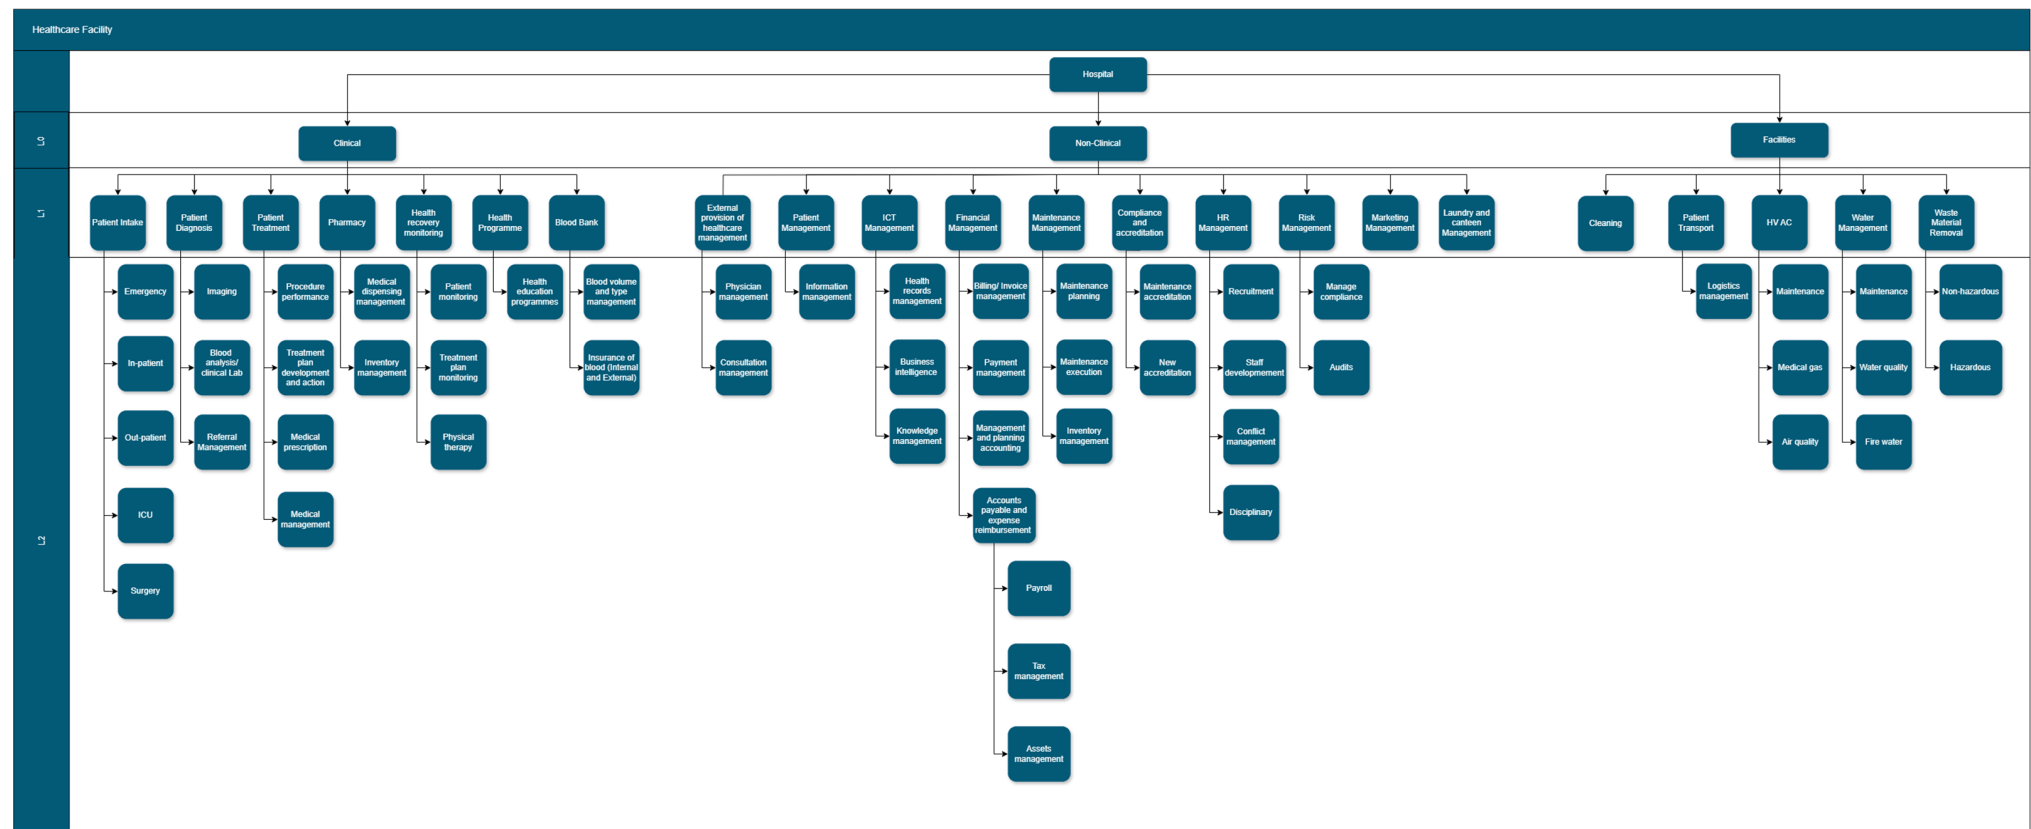 Healthcare Facility
Hospital
L0
Clinical
Non-Clinical
Facilities
L1
Patient Intake
Patient
Diagnosis
Patient
Treatment
Pharmacy
Health
recovery
monitoring
Health
Programme
Blood Bank
External
provision of
healthcare
management
Patient
Management
ICT
Management
Financial
Management
Maintenance
Management
Compliance
and
accreditation
HR
Management
Risk
Management
Marketing
Management
Laundry and
canteen
Management
Cleaning
Patient
Transport
HV AC
Water
Management
Waste
Material
Removal
L2
Emergency
In-patient
Out-patient
ICU
Surgery
Imaging
Blood
analysis/
clinical Lab
Referral
Management
Procedure
performance
Treatment
plan
development
and action
Medical
prescription
Medical
management
Medical
dispensing
management
Inventory
management
Patient
monitoring
Treatment
plan
monitoring
Physical
therapy
Health
education
programmes
Blood volume
and type
management
Insurance of
blood (Internal
and External)
Physician
management
Consultation
management
Information
management
Health
records
management
Business
intelligence
Knowledge
management
Billing/ Invoice
management
Payment
management
Management
and planning
accounting
Accounts
payable and
expense
reimbursement
Payroll
Tax
management
Assets
management
Maintenance
planning
Maintenance
execution
Inventory
management
Maintenance
accreditation
New
accreditation
Recruitment
Staff
developmement
Conflict
management
Disciplinary
Manage
compliance
Audits
Logistics
management
Maintenance
Medical gas
Air quality
Maintenance
Water quality
Fire water
Non-hazardous
Hazardous